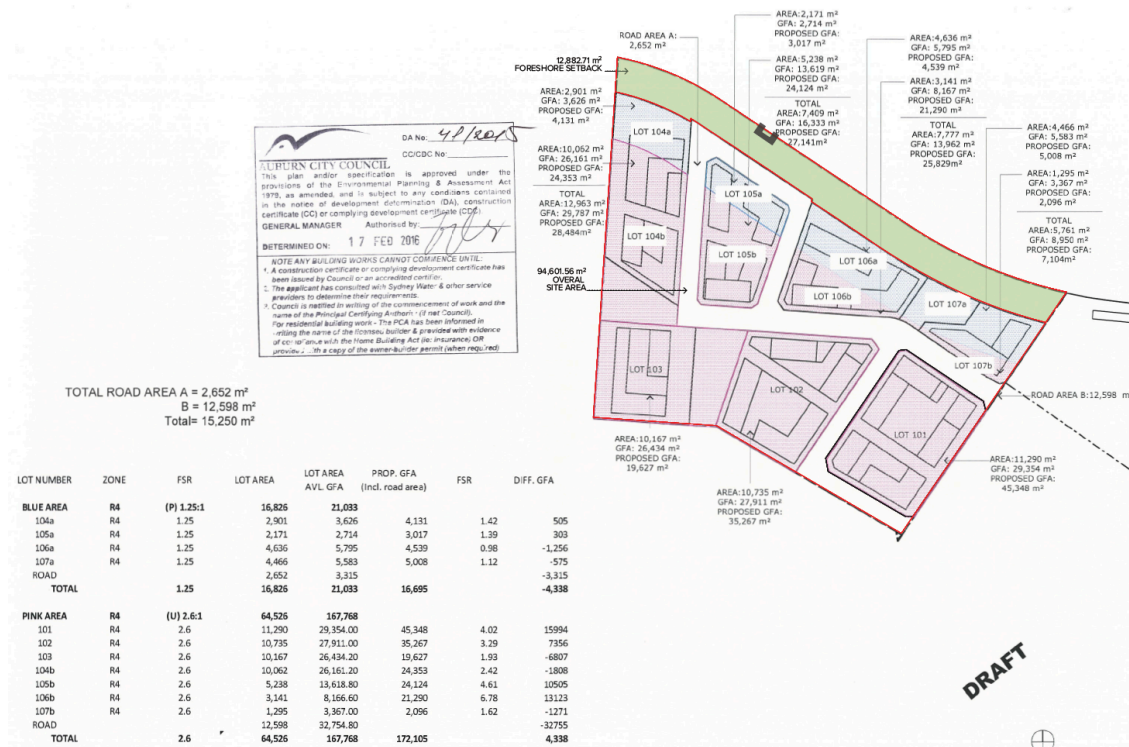 AREA:2,171 m²
GFA: 2,714 m²
PROPOSED GFA:
3,017 m²
ROAD AREA A:
2,652 m²
AREA:5,238 m²
GFA: 13,619 m²
PROPOSED GFA:
24,124 m²
TOTAL
AREA:7,409 m²
GFA: 16,333 m²
PROPOSED GFA:
27,141m²
AREA:4,636 m²
GFA: 5,795 m²
PROPOSED GFA:
4,539 m²
AREA:3,141 m²
GFA: 8,167 m²
PROPOSED GFA:
21,290 m²
TOTAL
AREA:7,777 m²
GFA: 13,962 m²
PROPOSED GFA:
25,829m²
AREA:4,466 m²
GFA: 5,583 m²
PROPOSED GFA:
5,008 m²
AREA:1,295 m²
GFA: 3,367 m²
PROPOSED GFA:
2,096 m²
TOTAL
AREA:5,761 m²
GFA: 8,950 m²
PROPOSED GFA:
7,104m²
12,882.71 m²
FORESHORE SETBACK
AREA:2,901 m²
GFA: 3,626 m²
PROPOSED GFA:
4,131 m²
AREA:10,062 m²
GFA: 26,161 m²
PROPOSED GFA:
24,353 m²
TOTAL
AREA:12,963 m²
GFA: 29,787 m²
PROPOSED GFA:
28,484m²
94,601.56 m²
OVERAL
SITE AREA
LOT 104a
LOT 105a
LOT 104b
LOT 105b
LOT 106a
LOT 106b
LOT 107a
LOT 107b
LOT 103
LOT 102
LOT 101
ROAD AREA B:12,598 m
AREA:10,167 m²
GFA: 26,434 m²
PROPOSED GFA:
19,627 m²
AREA:10,735 m²
GFA: 27,911 m²
PROPOSED GFA:
35,267 m²
AREA:11,290 m²
GFA: 29,354 m²
PROPOSED GFA:
45,348 m²
DA No: 41/2015
CC/CDC No:
AUBURN CITY COUNCIL
This plan and/or specification is approved under the
provisions of the Environmental Planning & Assessment Act
1979, as amended, and is subject to any conditions contained
in the notice of development determination (DA), construction
certificate (CC) or complying development certificate (CDC).
GENERAL MANAGER Authorised by:
DETERMINED ON: 17 FEB 2016
NOTE ANY BUILDING WORKS CANNOT COMMENCE UNTIL:
1. A construction certificate or complying development certificate has
been issued by Council or an accredited certifier.
2. The applicant has consulted with Sydney Water & other service
providers to determine their requirements.
3. Council is notified in writing of the commencement of work and the
name of the Principal Certifying Authority (if not Council).
For residential building work - The PCA has been informed in
writing the name of the licensed builder & provided with evidence
of compliance with the Home Building Act (ie: insurance) OR
provided with a copy of the owner-builder permit (when required)
TOTAL ROAD AREA A = 2,652 m²
B = 12,598 m²
Total= 15,250 m²
LOT NUMBER ZONE FSR LOT AREA LOT AREA AVL. GFA PROP. GFA (Incl. road area) FSR DIFF. GFA
BLUE AREA R4 (P) 1.25:1 16,826 21,033
104a R4 1.25 2,901 3,626 4,131 1.42 505
105a R4 1.25 2,171 2,714 3,017 1.39 303
106a R4 1.25 4,636 5,795 4,539 0.98 -1,256
107a R4 1.25 4,466 5,583 5,008 1.12 -575
ROAD 2,652 3,315 -3,315
TOTAL 1.25 16,826 21,033 16,695 -4,338
PINK AREA R4 (U) 2.6:1 64,526 167,768
101 R4 2.6 11,290 29,354.00 45,348 4.02 15994
102 R4 2.6 10,735 27,911.00 35,267 3.29 7356
103 R4 2.6 10,167 26,434.20 19,627 1.93 -6807
104b R4 2.6 10,062 26,161.20 24,353 2.42 -1808
105b R4 2.6 5,238 13,618.80 24,124 4.61 10505
106b R4 2.6 3,141 8,166.60 21,290 6.78 13123
107b R4 2.6 1,295 3,367.00 2,096 1.62 -1271
ROAD 12,598 32,754.80 -32755
TOTAL 2.6 64,526 167,768 172,105 4,338
DRAFT